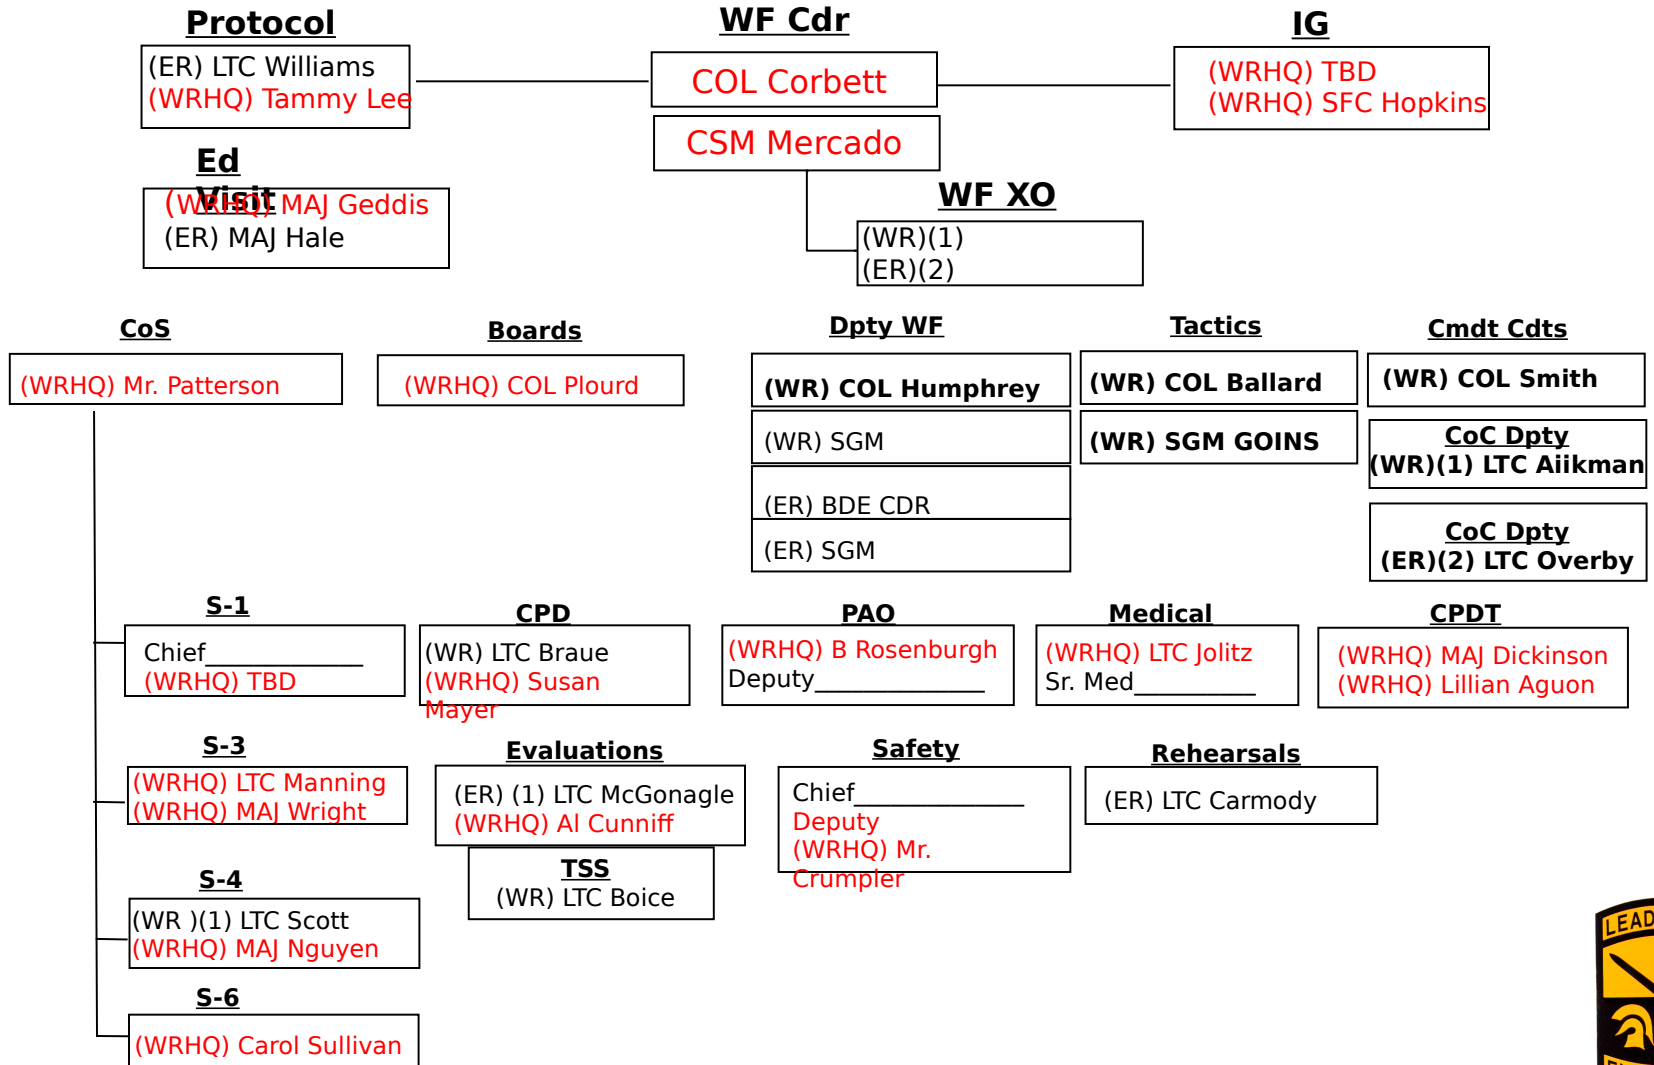 Protocol
(ER) LTC Williams
(WRHQ) Tammy Lee
WF Cdr
COL Corbett
CSM Mercado
IG
(WRHQ) TBD
(WRHQ) SFC Hopkins
Ed
Visit
(WRHQ) MAJ Geddis
(ER) MAJ Hale
WF XO
(WR)(1)
(ER)(2)
CoS
(WRHQ) Mr. Patterson
Boards
(WRHQ) COL Plourd
Dpty WF
(WR) COL Humphrey
(WR) SGM
(ER) BDE CDR
(ER) SGM
Tactics
(WR) COL Ballard
(WR) SGM GOINS
Cmdt Cdts
(WR) COL Smith
CoC Dpty
(WR)(1) LTC Aiikman
CoC Dpty
(ER)(2) LTC Overby
S-1
Chief_____________
(WRHQ) TBD
CPD
(WR) LTC Braue
(WRHQ) Susan
Mayer
PAO
(WRHQ) B Rosenburgh
Deputy______________
Medical
(WRHQ) LTC Jolitz
Sr. Med__________
CPDT
(WRHQ) MAJ Dickinson
(WRHQ) Lillian Aguon
S-3
(WRHQ) LTC Manning
(WRHQ) MAJ Wright
Evaluations
(ER) (1) LTC McGonagle
(WRHQ) Al Cunniff
TSS
(WR) LTC Boice
Safety
Chief______________
Deputy
(WRHQ) Mr.
Crumpler
Rehearsals
(ER) LTC Carmody
S-4
(WR )(1) LTC Scott
(WRHQ) MAJ Nguyen
S-6
(WRHQ) Carol Sullivan
LEAD